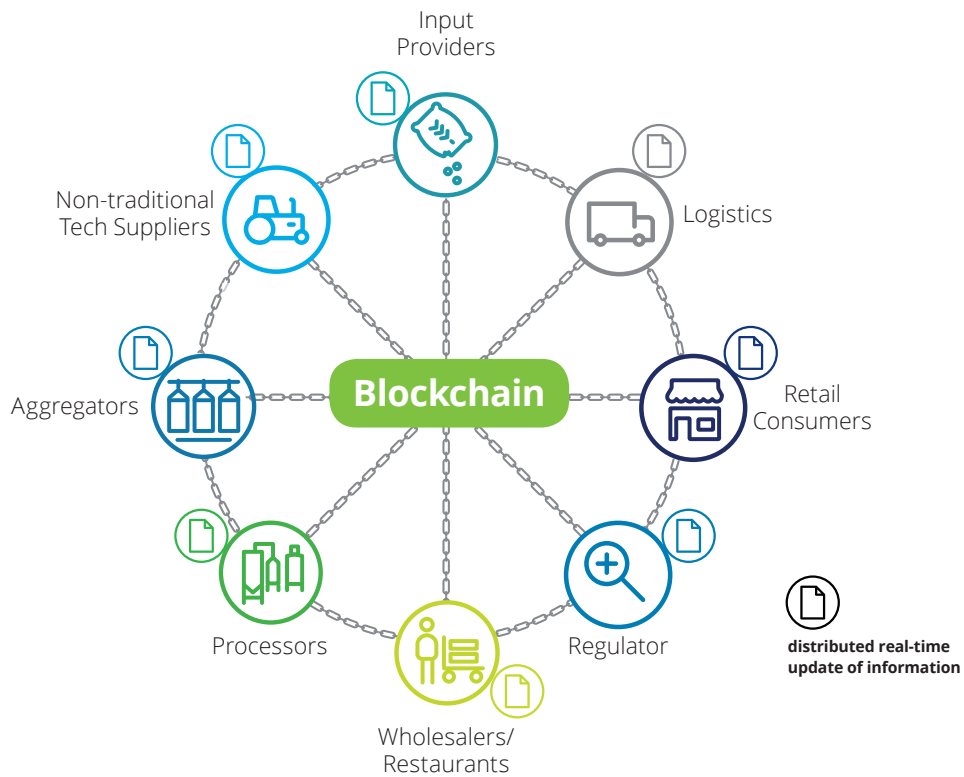 Input
Providers
Non-traditional
Tech Suppliers
Logistics
Aggregators
Blockchain
Retail
Consumers
Processors
Regulator
distributed real-time
update of information
Wholesalers/
Restaurants